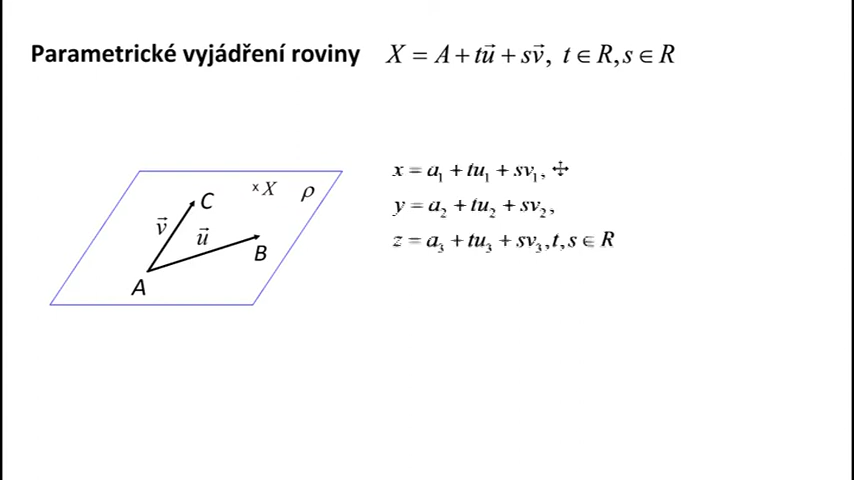 Parametrické vyjádření roviny X = A + tu⃗ + sv⃗, t ∈ R, s ∈ R
x = a₁ + tu₁ + sv₁,
y = a₂ + tu₂ + sv₂,
z = a₃ + tu₃ + sv₃, t, s ∈ R
× X ρ
C
v⃗ u⃗
B
A